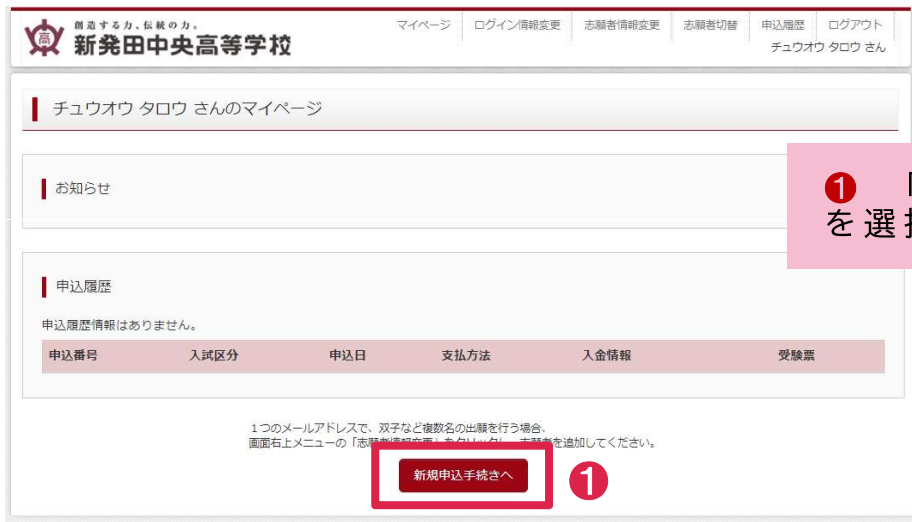 創造する力、伝統の力。
新発田中央高等学校
マイページ ログイン情報変更 志願者情報変更 志願者切替 申込履歴 ログアウト
チュウオウ タロウ さん
チュウオウ タロウ さんのマイページ
お知らせ
❶
を選
申込履歴
申込履歴情報はありません。
申込番号 入試区分 申込日 支払方法 入金情報 受験票
1つのメールアドレスで、双子など複数名の出願を行う場合、
画面右上メニューの「志願者情報変更」をクリックし、志願者を追加してください。
新規申込手続きへ
❶